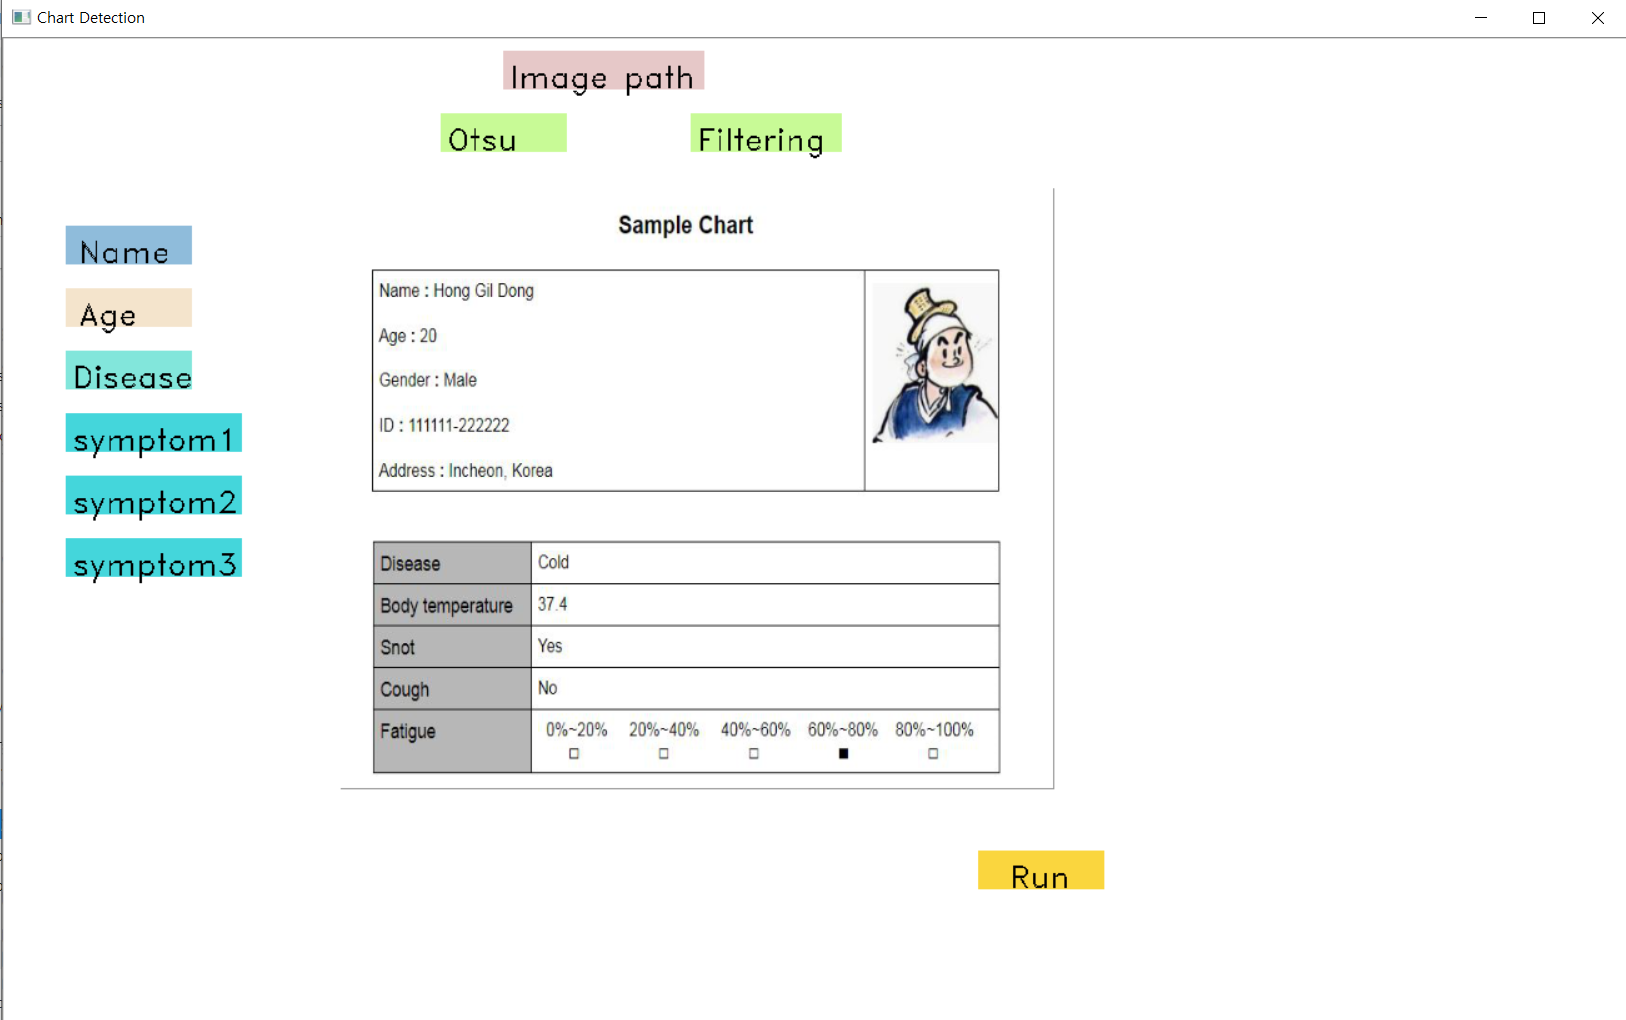 Chart Detection
Image path
Otsu Filtering
Name
Age
Disease
symptom1
symptom2
symptom3
Sample Chart
Name : Hong Gil Dong
Age : 20
Gender : Male
ID : 111111-222222
Address : Incheon, Korea
Disease Cold
Body temperature 37.4
Snot Yes
Cough No
Fatigue 0%~20% 20%~40% 40%~60% 60%~80% 80%~100%
□ □ □ ■ □
Run